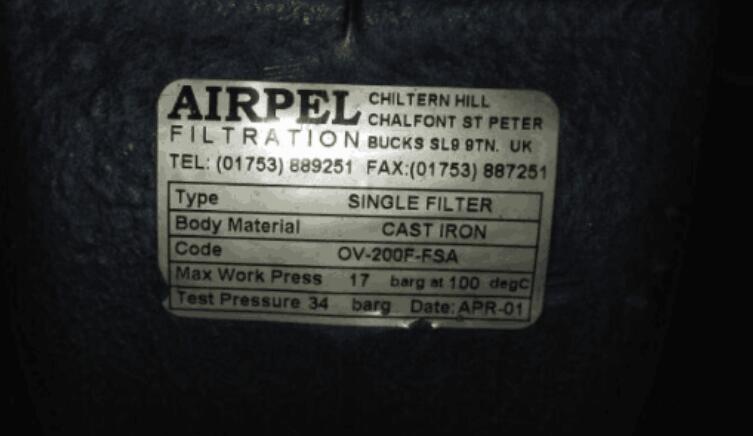 AIRPEL
FILTRATION
CHILTERN HILL
CHALFONT ST PETER
BUCKS SL9 9TN. UK
TEL: (01753) 889251 FAX:(01753) 887251
Type SINGLE FILTER
Body Material CAST IRON
Code OV-200F-FSA
Max Work Press 17 barg at 100 degC
Test Pressure 34 barg Date: APR-01